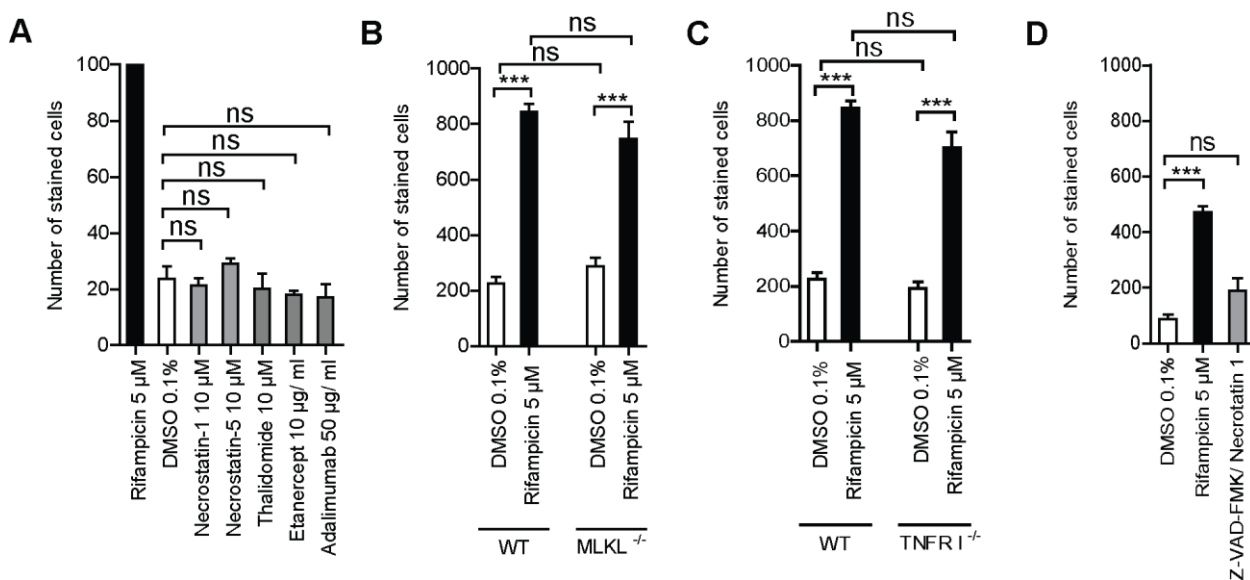 A
Number of stained cells
100
80
60
40
20
0
ns
ns
ns
ns
ns
Rifampicin 5 µM
DMSO 0.1%
Necrostatin-1 10 µM
Necrostatin-5 10 µM
Thalidomide 10 µM
Etanercept 10 µg/ ml
Adalimumab 50 µg/ ml
B
Number of stained cells
1000
800
600
400
200
0
ns
ns
***
***
DMSO 0.1%
Rifampicin 5 µM
DMSO 0.1%
Rifampicin 5 µM
WT
MLKL -/-
C
Number of stained cells
1000
800
600
400
200
0
ns
ns
***
***
DMSO 0.1%
Rifampicin 5 µM
DMSO 0.1%
Rifampicin 5 µM
WT
TNFR I -/-
D
Number of stained cells
1000
800
600
400
200
0
ns
***
DMSO 0.1%
Rifampicin 5 µM
Z-VAD-FMK/ Necrotatin 1